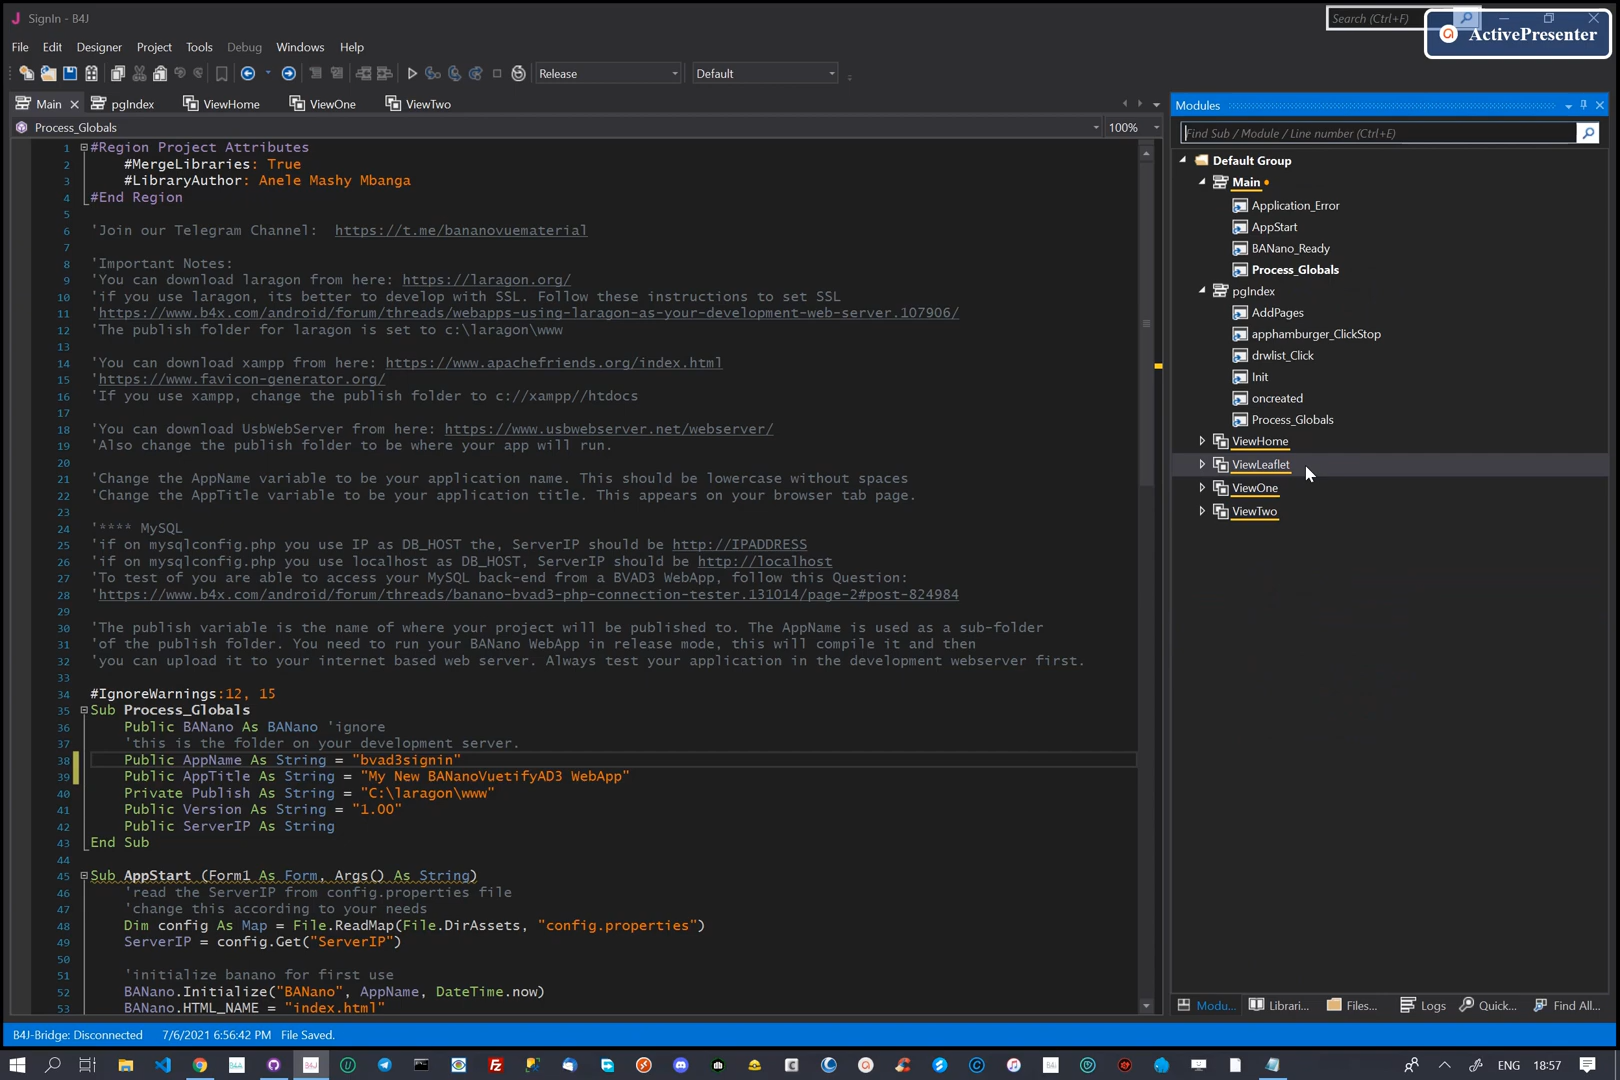 SignIn - B4J
Search (Ctrl+F)
ActivePresenter
File Edit Designer Project Tools Debug Windows Help
Release Default
Main pgIndex ViewHome ViewOne ViewTwo
Process_Globals 100%
1 #Region Project Attributes
2 #MergeLibraries: True
3 #LibraryAuthor: Anele Mashy Mbanga
4 #End Region
5
6 'Join our Telegram Channel: https://t.me/bananovuematerial
7
8 'Important Notes:
9 'You can download laragon from here: https://laragon.org/
10 'if you use laragon, its better to develop with SSL. Follow these instructions to set SSL
11 'https://www.b4x.com/android/forum/threads/webapps-using-laragon-as-your-development-web-server.107906/
12 'The publish folder for laragon is set to c:\laragon\www
13
14 'You can download xampp from here: https://www.apachefriends.org/index.html
15 'https://www.favicon-generator.org/
16 'If you use xampp, change the publish folder to c://xampp//htdocs
17
18 'You can download UsbWebServer from here: https://www.usbwebserver.net/webserver/
19 'Also change the publish folder to be where your app will run.
20
21 'Change the AppName variable to be your application name. This should be lowercase without spaces
22 'Change the AppTitle variable to be your application title. This appears on your browser tab page.
23
24 '**** MySQL
25 'if on mysqlconfig.php you use IP as DB_HOST the, ServerIP should be http://IPADDRESS
26 'if on mysqlconfig.php you use localhost as DB_HOST, ServerIP should be http://localhost
27 'To test of you are able to access your MySQL back-end from a BVAD3 WebApp, follow this Question:
28 'https://www.b4x.com/android/forum/threads/banano-bvad3-php-connection-tester.131014/page-2#post-824984
29
30 'The publish variable is the name of where your project will be published to. The AppName is used as a sub-folder
31 'of the publish folder. You need to run your BANano WebApp in release mode, this will compile it and then
32 'you can upload it to your internet based web server. Always test your application in the development webserver first.
33
34 #IgnoreWarnings:12, 15
35 Sub Process_Globals
36 Public BANano As BANano 'ignore
37 'this is the folder on your development server.
38 Public AppName As String = "bvad3signin"
39 Public AppTitle As String = "My New BANanoVuetifyAD3 WebApp"
40 Private Publish As String = "C:\laragon\www"
41 Public Version As String = "1.00"
42 Public ServerIP As String
43 End Sub
44
45 Sub AppStart (Form1 As Form, Args() As String)
46 'read the ServerIP from config.properties file
47 'change this according to your needs
48 Dim config As Map = File.ReadMap(File.DirAssets, "config.properties")
49 ServerIP = config.Get("ServerIP")
50
51 'initialize banano for first use
52 BANano.Initialize("BANano", AppName, DateTime.now)
53 BANano.HTML_NAME = "index.html"
Modules
Find Sub / Module / Line number (Ctrl+E)
Default Group
Main
Application_Error
AppStart
BANano_Ready
Process_Globals
pgIndex
AddPages
apphamburger_ClickStop
drwlist_Click
Init
oncreated
Process_Globals
ViewHome
ViewLeaflet
ViewOne
ViewTwo
Modu... Librari... Files... Logs Quick... Find All...
B4J-Bridge: Disconnected 7/6/2021 6:56:42 PM File Saved.
ENG 18:57